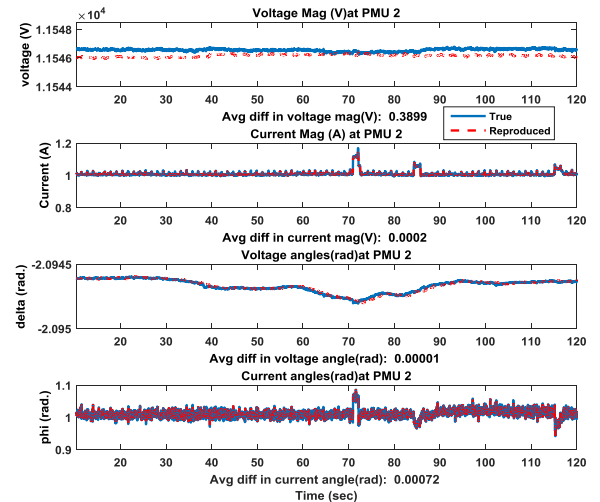 Voltage Mag (V)at PMU 2
×10⁴
1.1548
1.1546
1.1544
voltage (V)
20 30 40 50 60 70 80 90 100 110 120
Avg diff in voltage mag(V): 0.3899
True
Reproduced
Current Mag (A) at PMU 2
1.2
1
0.8
Current (A)
20 30 40 50 60 70 80 90 100 110 120
Avg diff in current mag(V): 0.0002
Voltage angles(rad)at PMU 2
-2.0945
-2.095
delta (rad.)
20 30 40 50 60 70 80 90 100 110 120
Avg diff in voltage angle(rad): 0.00001
Current angles(rad)at PMU 2
1.1
1
0.9
phi (rad.)
20 30 40 50 60 70 80 90 100 110 120
Avg diff in current angle(rad): 0.00072
Time (sec)